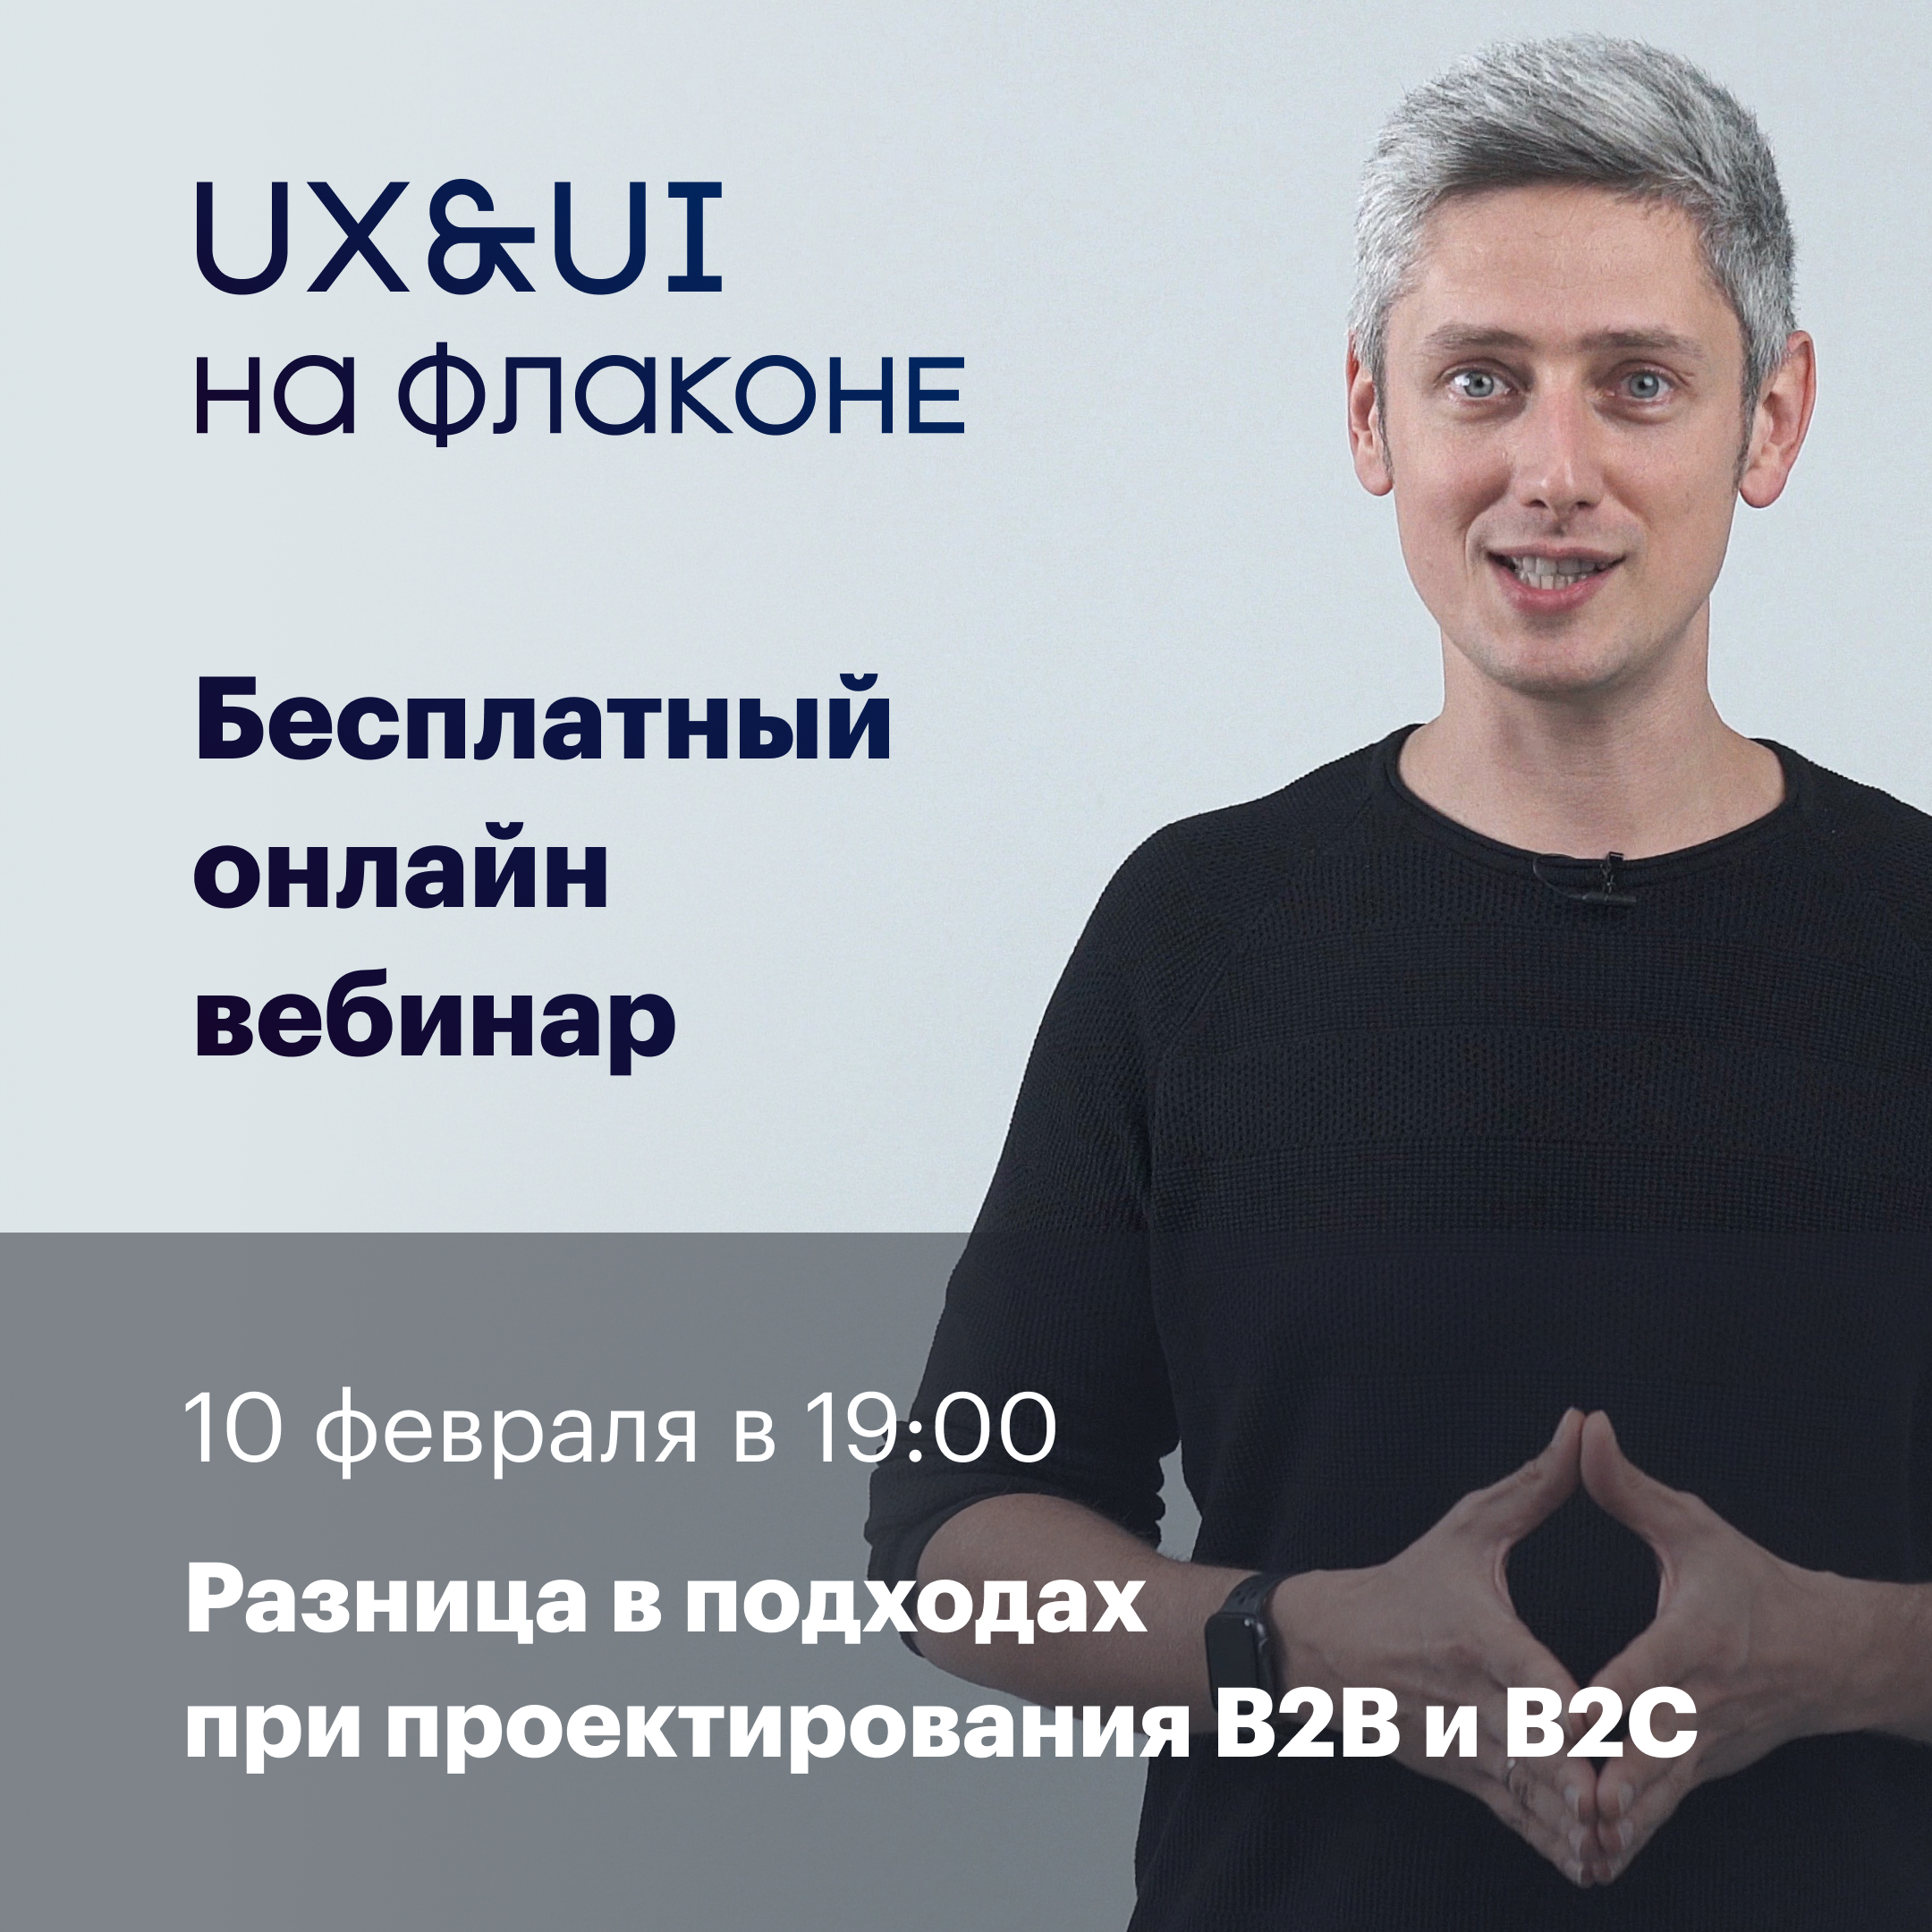 UX&UI
на флаконе
Бесплатный
онлайн
вебинар
10 февраля в 19:00
Разница в подходах
при проектирования B2B и B2C